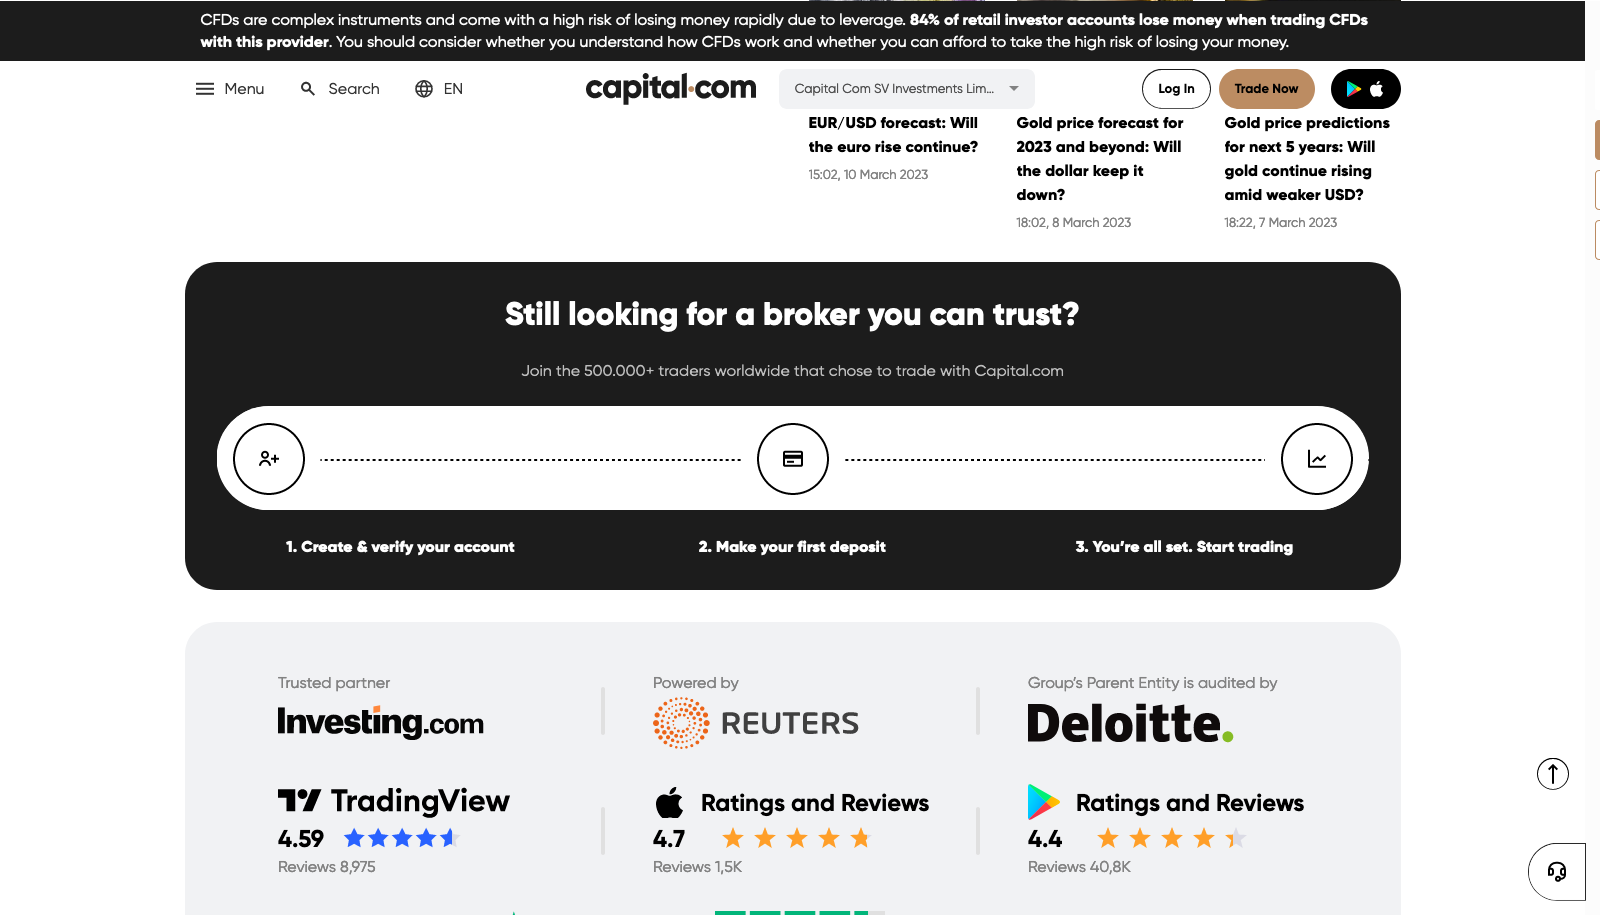 CFDs are complex instruments and come with a high risk of losing money rapidly due to leverage. 84% of retail investor accounts lose money when trading CFDs
with this provider. You should consider whether you understand how CFDs work and whether you can afford to take the high risk of losing your money.
Menu
Search
EN
capital.com
Capital Com SV Investments Lim...
Log In
Trade Now
EUR/USD forecast: Will
the euro rise continue?
15:02, 10 March 2023
Gold price forecast for
2023 and beyond: Will
the dollar keep it
down?
18:02, 8 March 2023
Gold price predictions
for next 5 years: Will
gold continue rising
amid weaker USD?
18:22, 7 March 2023
Still looking for a broker you can trust?
Join the 500.000+ traders worldwide that chose to trade with Capital.com
1. Create & verify your account
2. Make your first deposit
3. You're all set. Start trading
Trusted partner
Investing.com
Powered by
REUTERS
Group's Parent Entity is audited by
Deloitte.
TradingView
4.59
Reviews 8,975
Ratings and Reviews
4.7
Reviews 1,5K
Ratings and Reviews
4.4
Reviews 40,8K